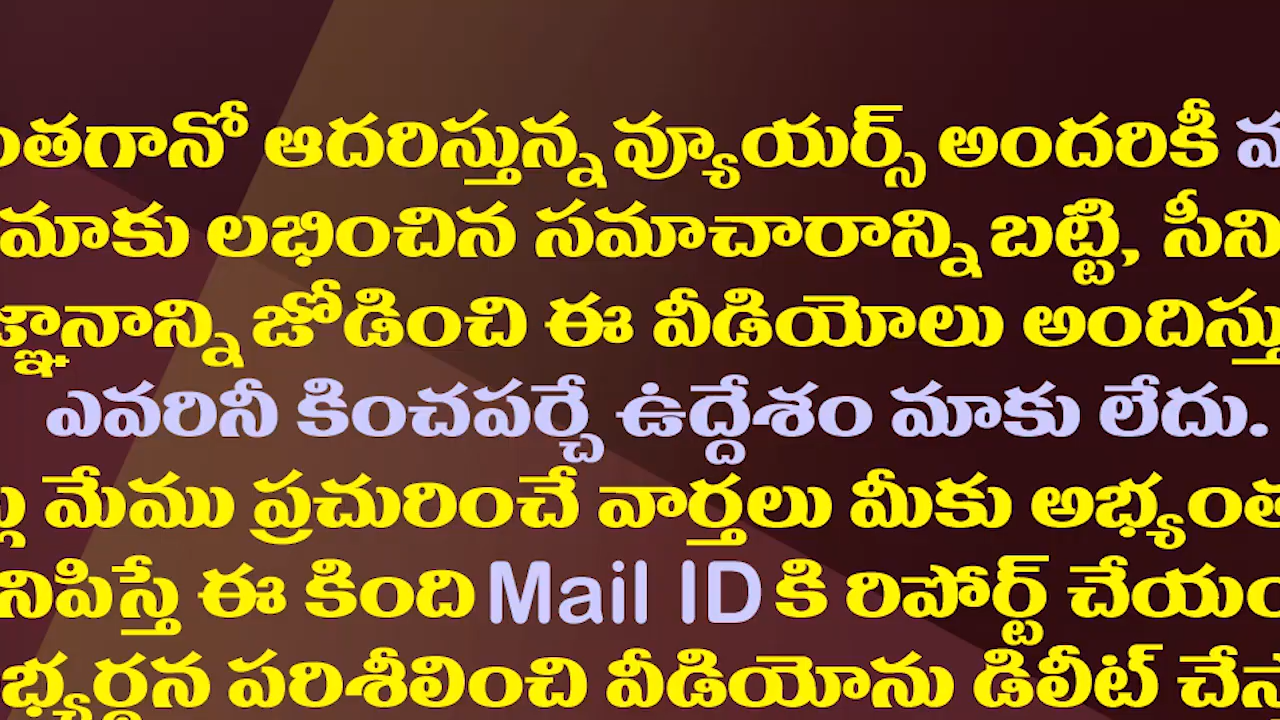 ఆదరిస్తున్న వ్యూయర్స్ అందరికీ
మాకు లభించిన సమాచారాన్ని బట్టి,
జోడించి ఈ వీడియోలు
ఎవరినీ కించపర్చే ఉద్దేశం మాకు లేదు.
మేము ప్రచురించే వార్తలు మీకు
ఈ కింది Mail ID కి రిపోర్ట్
పరిశీలించి వీడియోను డిలీట్